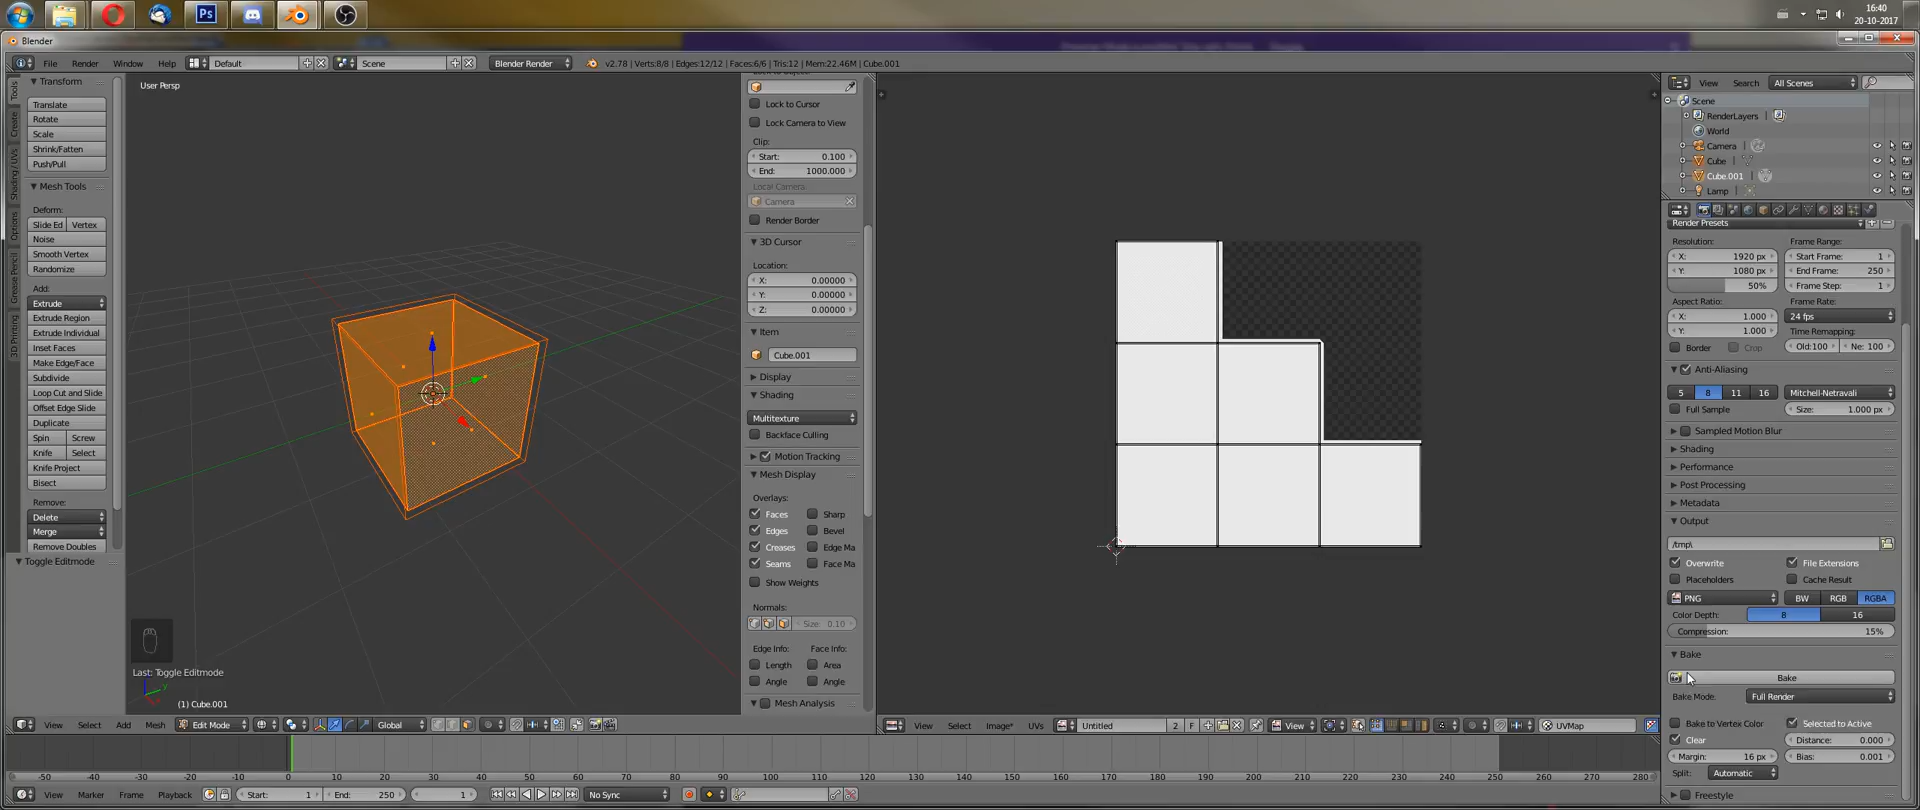 16:40
20-10-2017
Blender
File Render Window Help Default Scene Blender Render v2.78 | Verts:8/8 | Edges:12/12 | Faces:6/6 | Tris:12 | Mem:22.46M | Cube.001
View Search All Scenes
Transform
Translate
Rotate
Scale
Shrink/Fatten
Push/Pull
Mesh Tools
Deform:
Slide Ed Vertex
Noise
Smooth Vertex
Randomize
Add:
Extrude
Extrude Region
Extrude Individual
Inset Faces
Make Edge/Face
Subdivide
Loop Cut and Slide
Offset Edge Slide
Duplicate
Spin Screw
Knife Select
Knife Project
Bisect
Remove:
Delete
Merge
Remove Doubles
Toggle Editmode
Tools
Create
Shading/UVs
Options
Grease Pencil
3D Printing
User Persp
Last: Toggle Editmode
(1) Cube.001
Lock to Cursor
Lock Camera to View
Clip:
Start: 0.100
End: 1000.000
Local Camera
Camera
Render Border
3D Cursor
Location:
X: 0.00000
Y: 0.00000
Z: 0.00000
Item
Cube.001
Display
Shading
Multitexture
Backface Culling
Motion Tracking
Mesh Display
Overlays:
Faces Sharp
Edges Bevel
Creases Edge Ma
Seams Face Ma
Show Weights
Normals:
Size: 0.10
Edge Info: Face Info:
Length Area
Angle Angle
Mesh Analysis
Scene
RenderLayers
World
Camera
Cube
Cube.001
Lamp
Render Presets
Resolution: Frame Range:
X: 1920 px Start Frame: 1
Y: 1080 px End Frame: 250
50% Frame Step: 1
Aspect Ratio: Frame Rate:
X: 1.000 24 fps
Y: 1.000 Time Remapping:
Border Crop Old:100 Ne: 100
Anti-Aliasing
5 8 11 16 Mitchell-Netravali
Full Sample Size: 1.000 px
Sampled Motion Blur
Shading
Performance
Post Processing
Metadata
Output
/tmp\
Overwrite File Extensions
Placeholders Cache Result
PNG BW RGB RGBA
Color Depth: 8 16
Compression: 15%
Bake
Bake
Bake Mode: Full Render
Bake to Vertex Color Selected to Active
Clear Distance: 0.000
Margin: 16 px Bias: 0.001
Split: Automatic
Freestyle
View Select Add Mesh Edit Mode Global
View Select Image* UVs Untitled 2 F View UVMap
-50 -40 -30 -20 -10 0 10 20 30 40 50 60 70 80 90 100 110 120 130 140 150 160 170 180 190 200 210 220 230 240 250 260 270 280
View Marker Frame Playback Start: 1 End: 250 1 No Sync